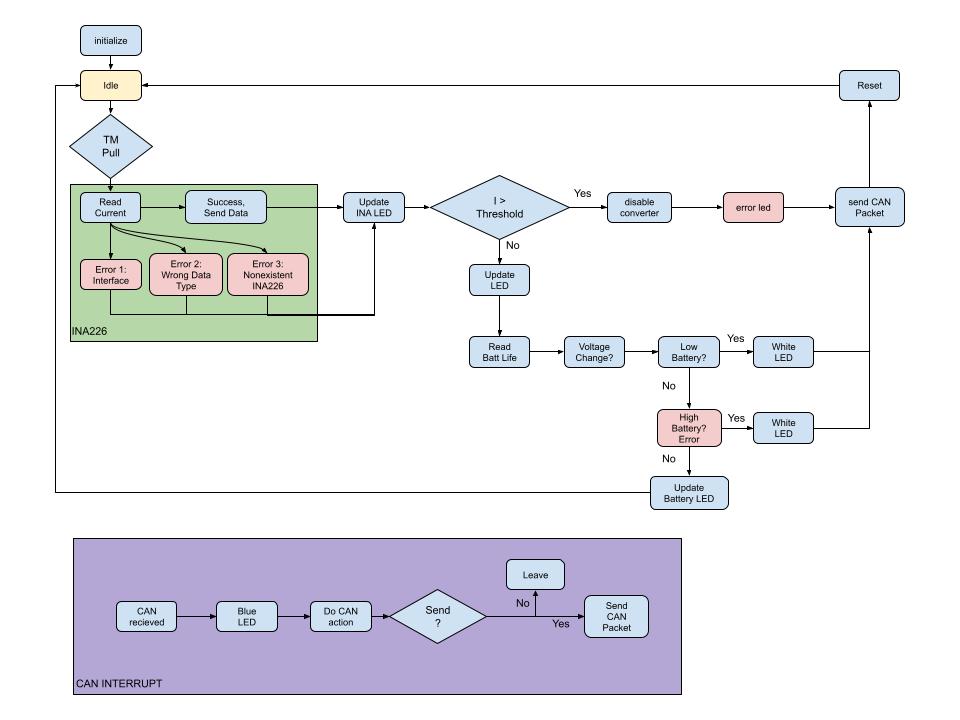 initialize
Idle
Reset
TM
Pull
Read
Current
Success,
Send Data
Update
INA LED
I >
Threshold
Yes
disable
converter
error led
send CAN
Packet
No
Error 1:
Interface
Error 2:
Wrong Data
Type
Error 3:
Nonexistent
INA226
Update
LED
INA226
Read
Batt Life
Voltage
Change?
Low
Battery?
Yes
White
LED
No
High
Battery?
Error
Yes
White
LED
No
Update
Battery LED
Leave
No
CAN
recieved
Blue
LED
Do CAN
action
Send
?
Yes
Send
CAN
Packet
CAN INTERRUPT